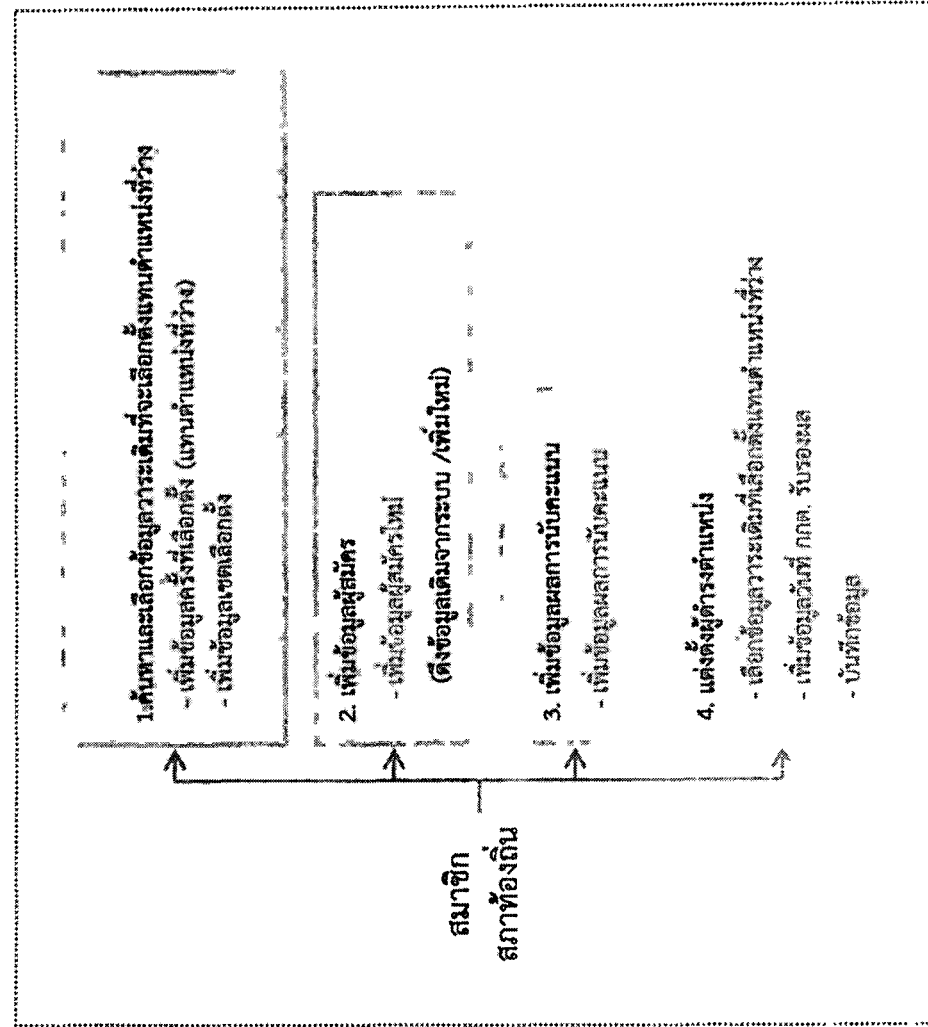 สมาชิก
สภาท้องถิ่น
1.ค้นหาและเลือกข้อมูลวาระเดิมที่จะเลือกตั้งแทนตำแหน่งที่ว่าง
- เพิ่มข้อมูลครั้งที่เลือกตั้ง (แทนตำแหน่งที่ว่าง)
- เพิ่มข้อมูลเขตเลือกตั้ง
2. เพิ่มข้อมูลผู้สมัคร
- เพิ่มข้อมูลผู้สมัครใหม่
(ดึงข้อมูลเดิมจากระบบ /เพิ่มใหม่)
3. เพิ่มข้อมูลผลการนับคะแนน
- เพิ่มข้อมูลผลการนับคะแนน
4. แต่งตั้งผู้ดำรงตำแหน่ง
- เลือกข้อมูลวาระเดิมที่เลือกตั้งแทนตำแหน่งที่ว่าง
- เพิ่มข้อมูลวันที่ กกต. รับรองผล
- บันทึกข้อมูล